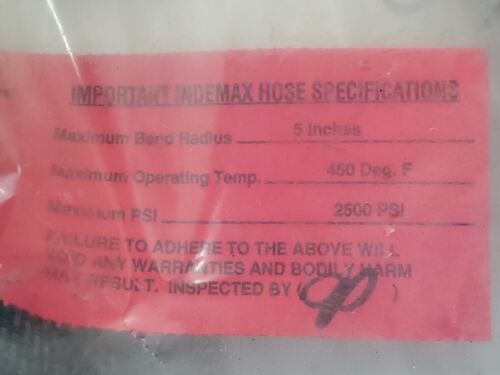 IMPORTANT INDEMAX HOSE SPECIFICATIONS
Maximum Bend Radius 5 Inches
Maximum Operating Temp. 450 Deg. F
Maximum PSI 2500 PSI
FAILURE TO ADHERE TO THE ABOVE WILL
VOID ANY WARRANTIES AND BODILY HARM
MAY RESULT. INSPECTED BY ( )